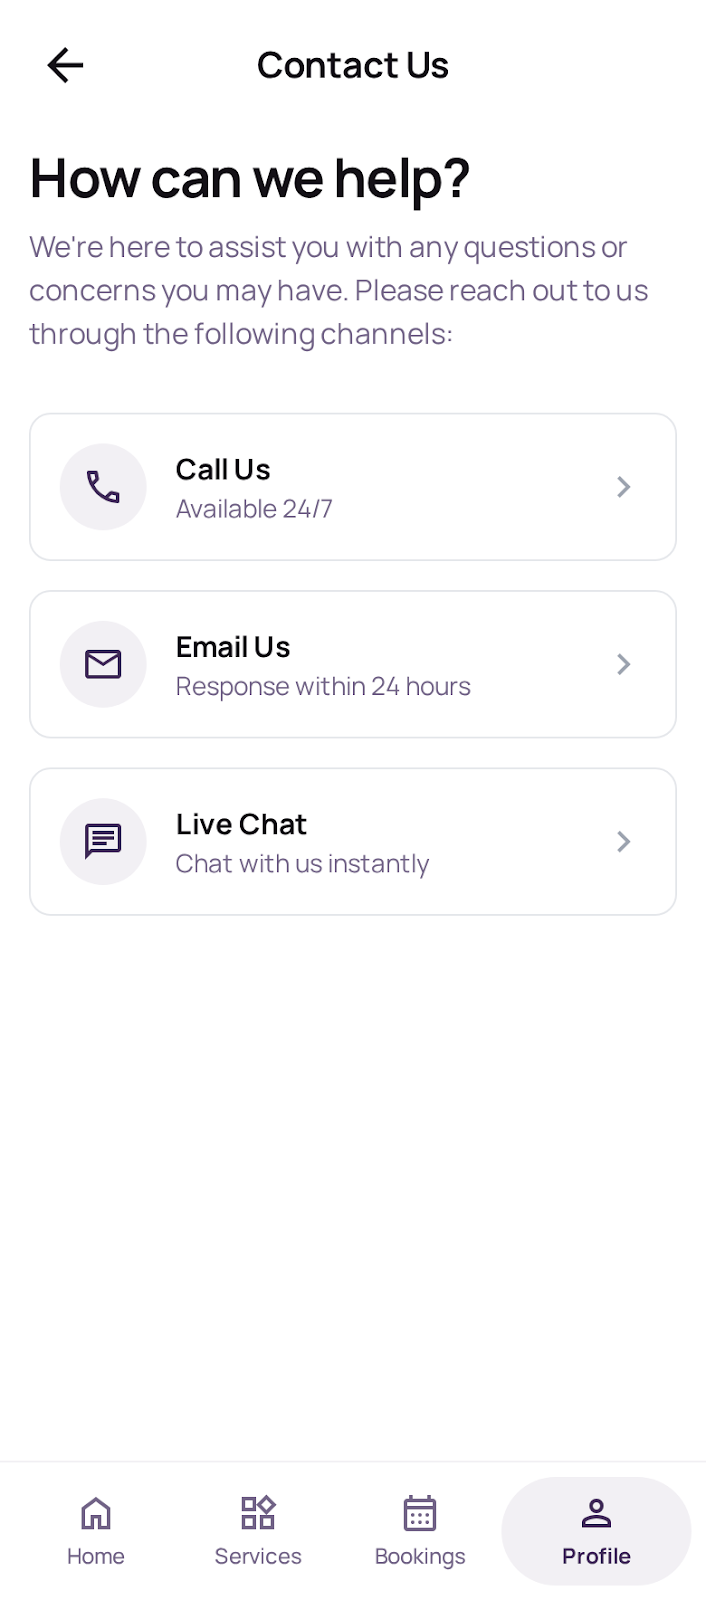 Contact Us
How can we help?
We're here to assist you with any questions or
concerns you may have. Please reach out to us
through the following channels:
Call Us
Available 24/7
Email Us
Response within 24 hours
Live Chat
Chat with us instantly
Home
Services
Bookings
Profile